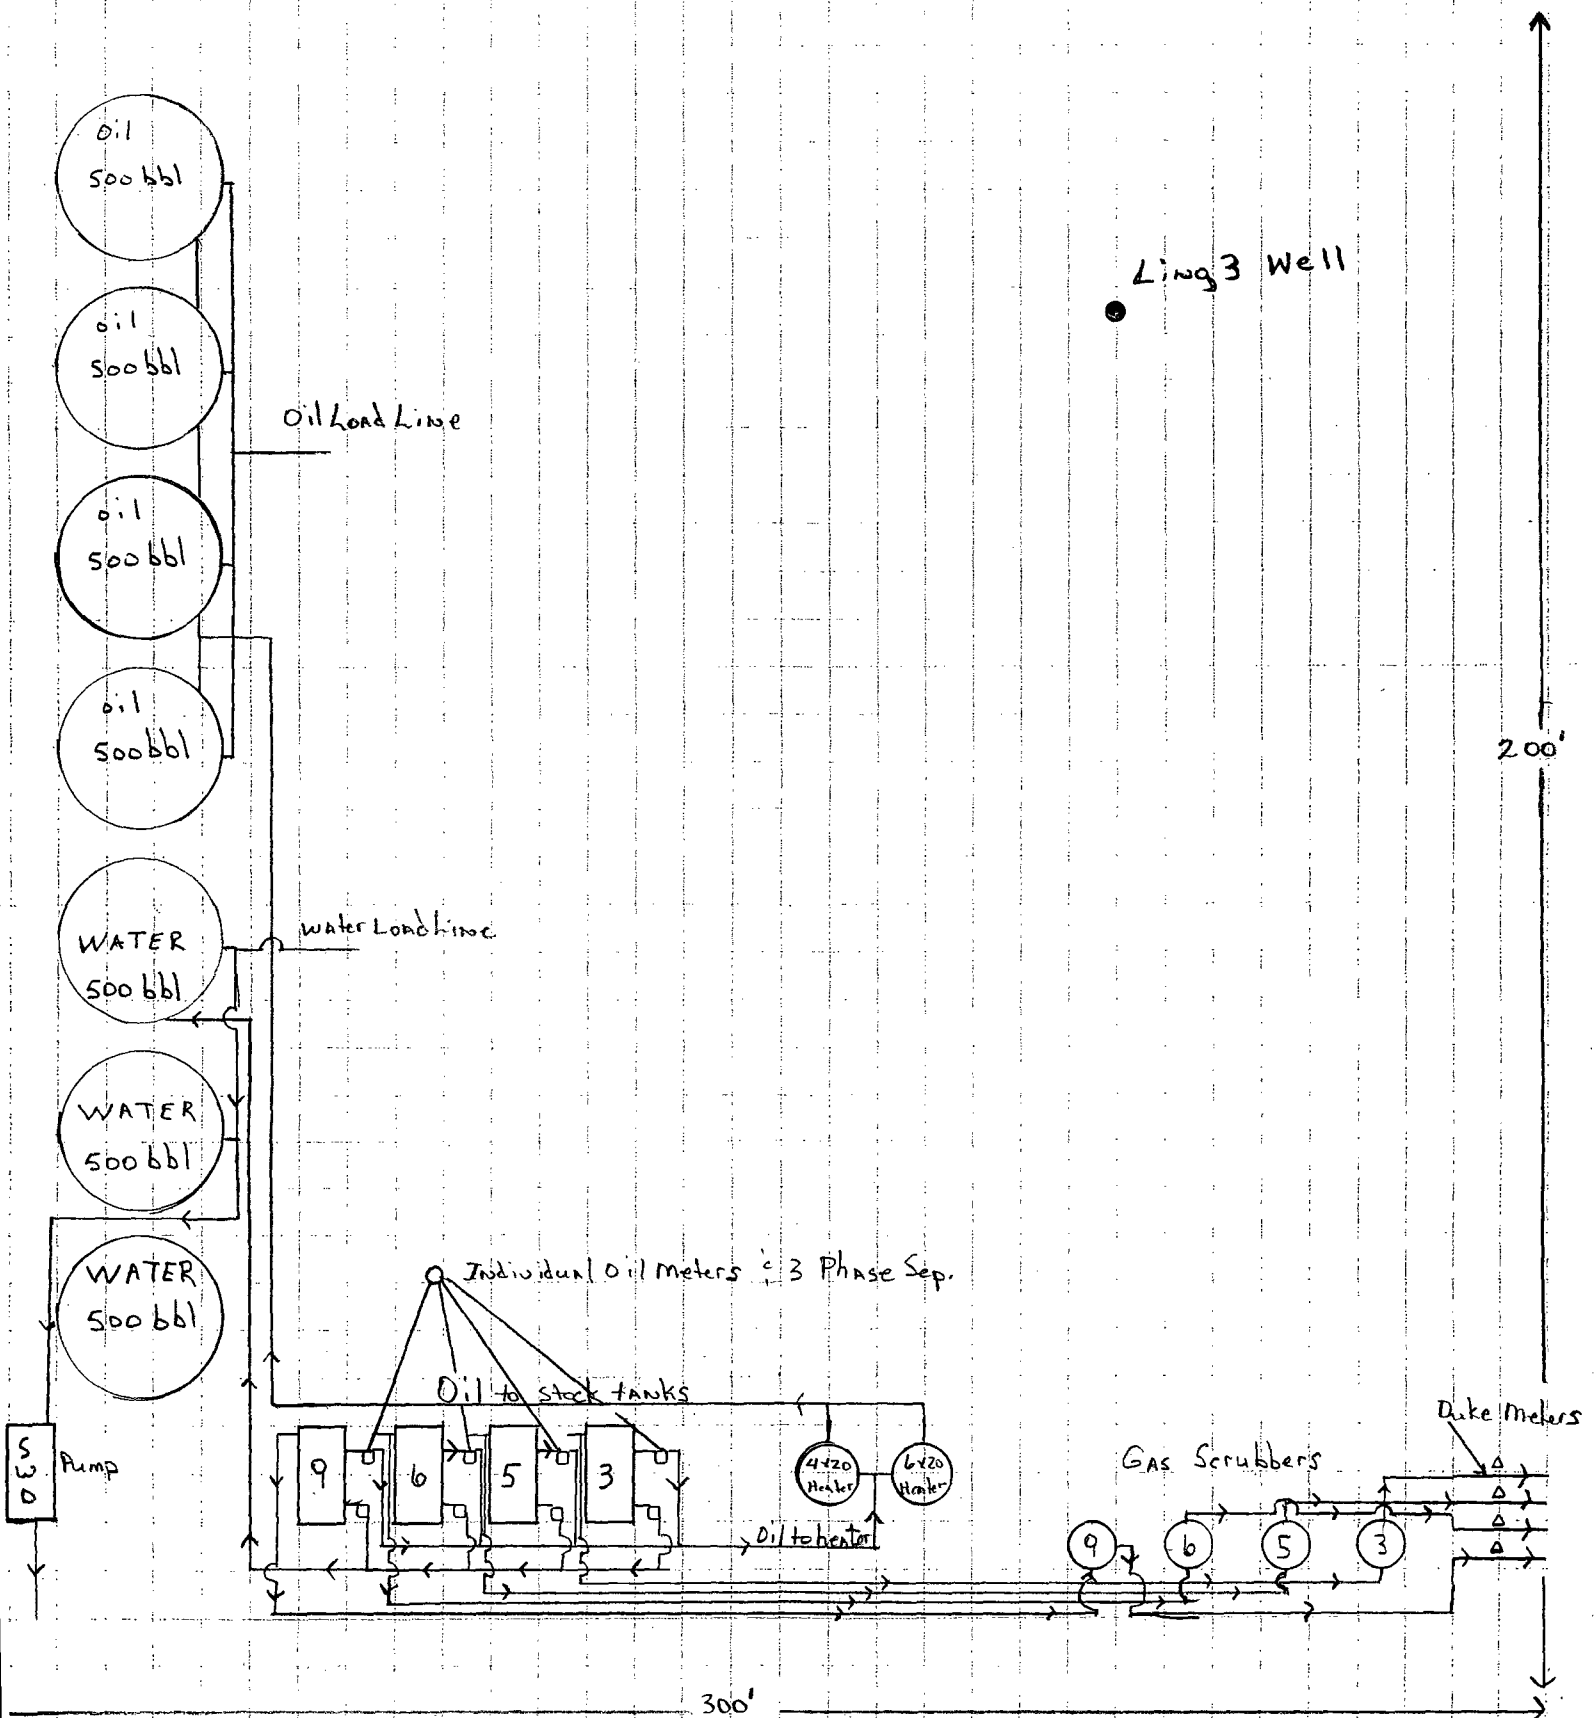 oil
500 bbl
Ling 3 Well
oil
500 bbl
Oil Load Line
oil
500 bbl
oil
500 bbl
200'
WATER
500 bbl
Water Load Line
WATER
500 bbl
WATER
500 bbl
Individual Oil Meters & 3 Phase Sep.
Oil to stock tanks
SWD
Pump
9
6
5
3
4x20
Heater
6x20
Heater
Oil to heater
Gas Scrubbers
Duke Meters
9
6
5
3
300'